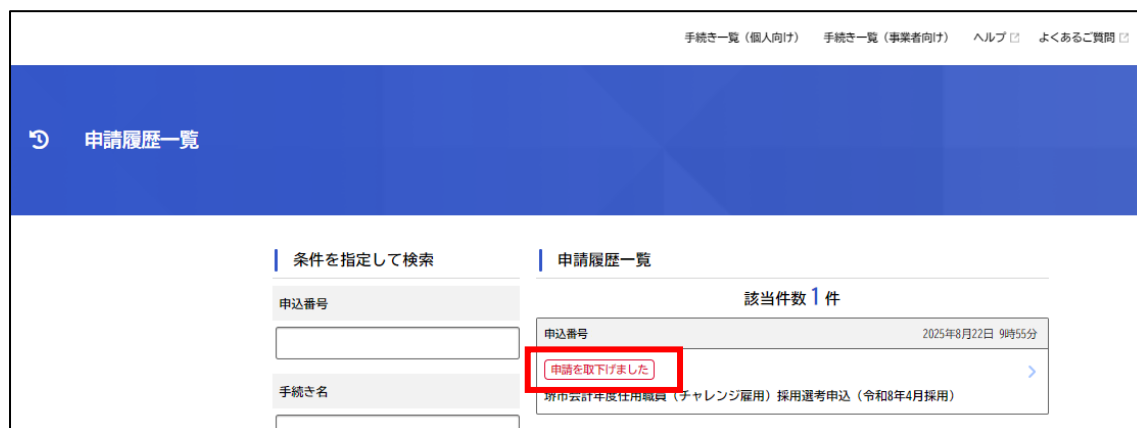 手続き一覧（個人向け） 手続き一覧（事業者向け） ヘルプ よくあるご質問
申請履歴一覧
条件を指定して検索
申込番号
手続き名
申請履歴一覧
該当件数 1 件
申込番号 2025年8月22日 9時55分
申請を取下げました
堺市会計年度任用職員（チャレンジ雇用）採用選考申込（令和8年4月採用）